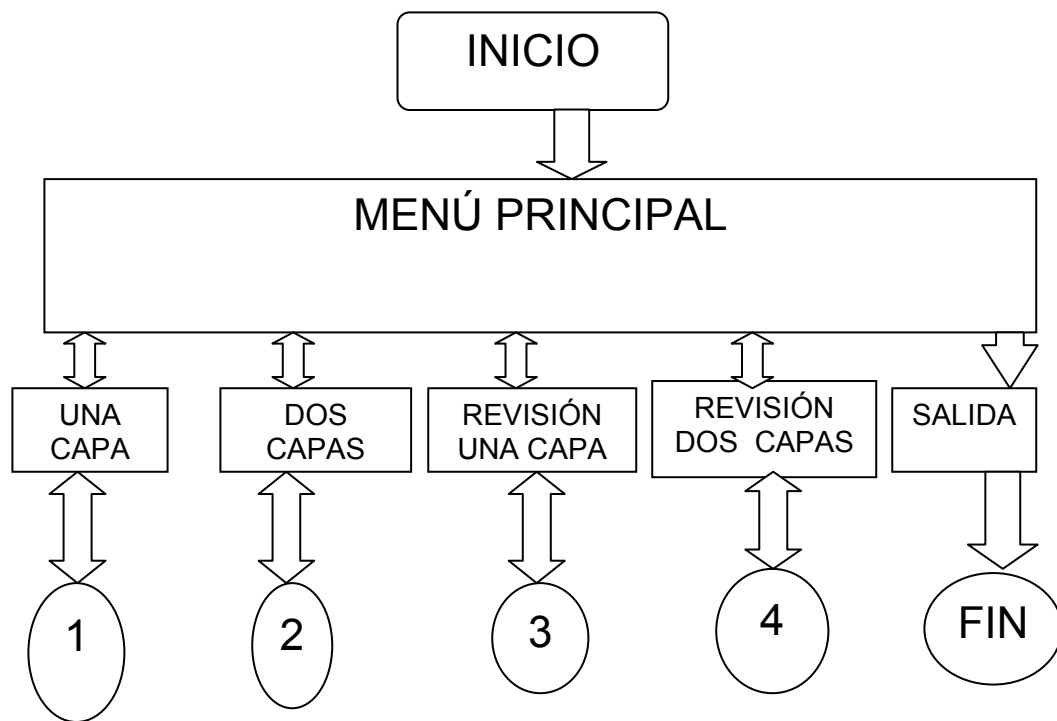 INICIO
MENÚ PRINCIPAL
UNA
CAPA
DOS
CAPAS
REVISIÓN
UNA CAPA
REVISIÓN
DOS CAPAS
SALIDA
1
2
3
4
FIN